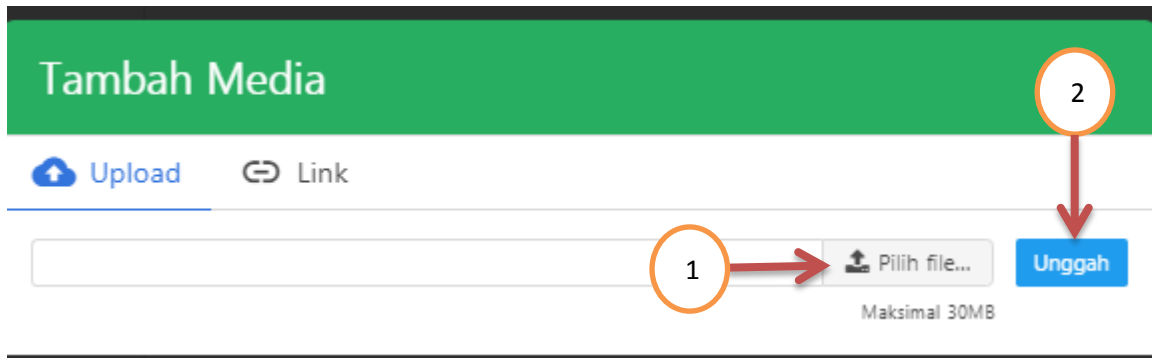 Tambah Media
2
Upload Link
1 Pilih file... Unggah
Maksimal 30MB